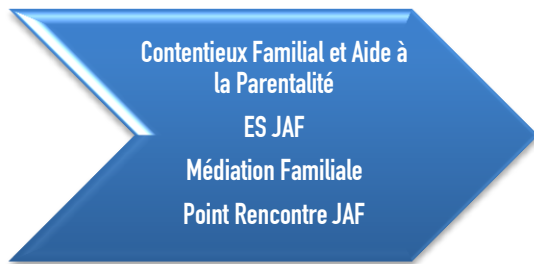 Contentieux Familial et Aide à
la Parentalité
ES JAF
Médiation Familiale
Point Rencontre JAF